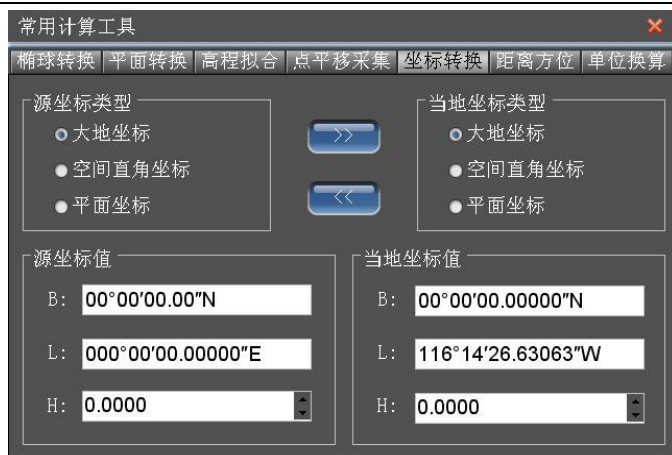 常用计算工具
椭球转换 平面转换 高程拟合 点平移采集 坐标转换 距离方位 单位换算
源坐标类型 当地坐标类型
大地坐标 >> 大地坐标
空间直角坐标 空间直角坐标
平面坐标 << 平面坐标
源坐标值 当地坐标值
B: 00°00′00.00″N B: 00°00′00.00000″N
L: 000°00′00.00000″E L: 116°14′26.63063″W
H: 0.0000 H: 0.0000